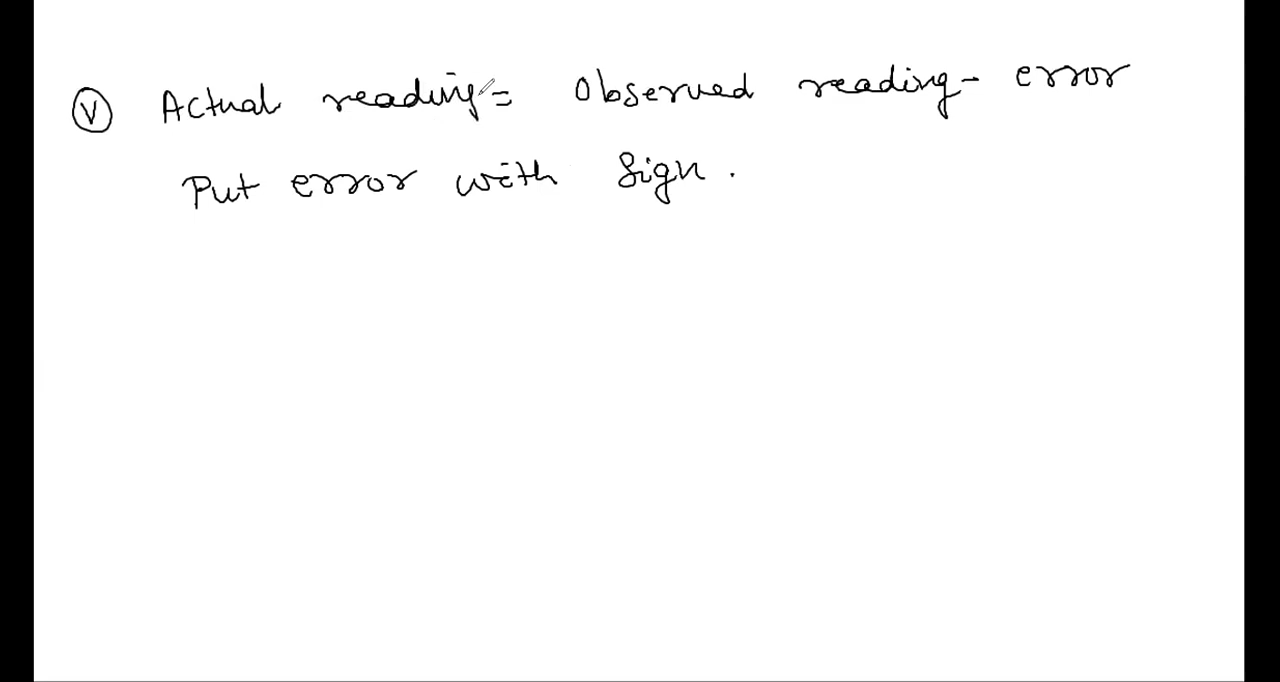 Ⓥ Actual reading = Observed reading - error
Put error with Sign.